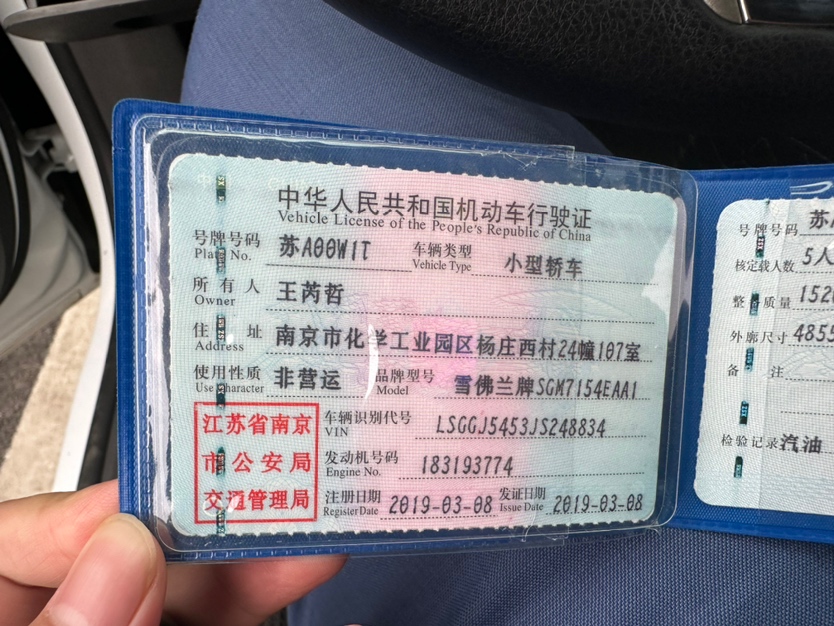 中华人民共和国机动车行驶证
Vehicle License of the People's Republic of China
号牌号码 苏A00W1T 车辆类型 小型轿车
Plate No. Vehicle Type
所有人 王芮哲
Owner
住址 南京市化学工业园区杨庄西村24幢107室
Address
使用性质 非营运 品牌型号 雪佛兰牌SGM7154EAA1
Use Character Model
江苏省南京
市公安局
交通管理局
车辆识别代号 LSGGJ5453JS248834
VIN
发动机号码 183193774
Engine No.
注册日期 2019-03-08 发证日期 2019-03-08
Register Date Issue Date
号牌号码 苏
核定载人数 5人
整备质量 152
外廓尺寸 4853
备注
检验记录 汽油